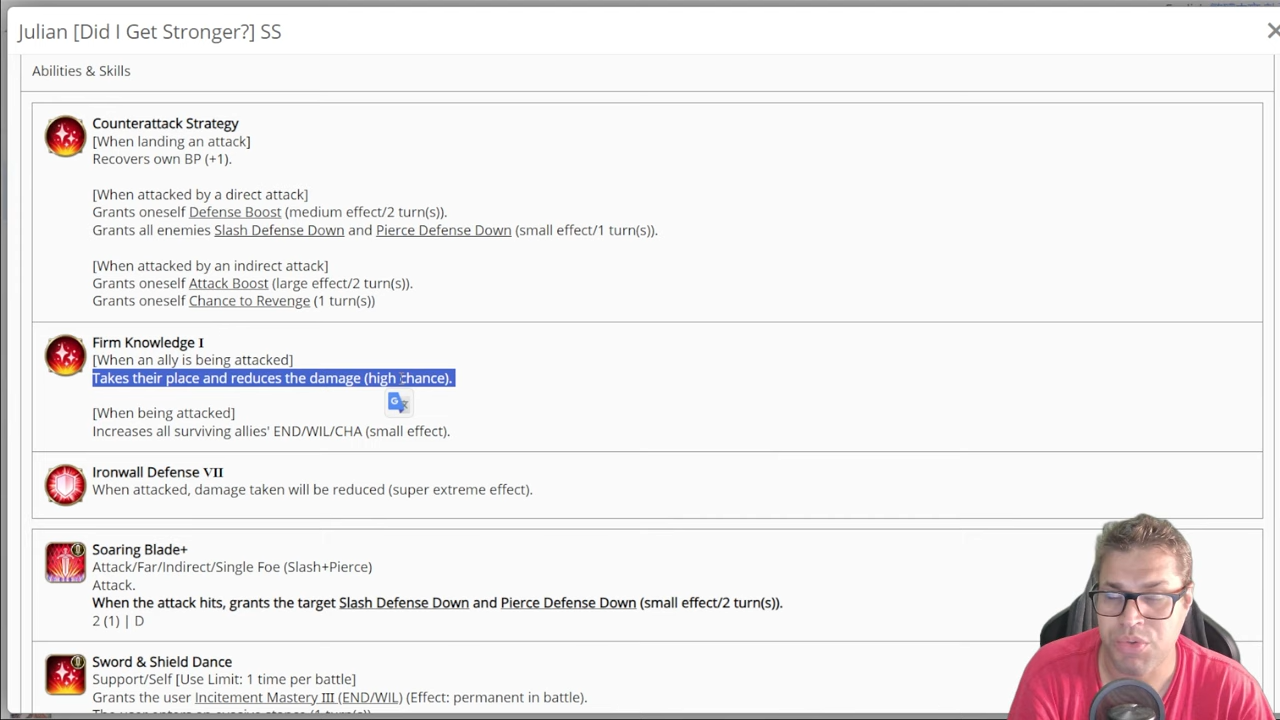 Julian [Did I Get Stronger?] SS
Abilities & Skills
Counterattack Strategy
[When landing an attack]
Recovers own BP (+1).
[When attacked by a direct attack]
Grants oneself Defense Boost (medium effect/2 turn(s)).
Grants all enemies Slash Defense Down and Pierce Defense Down (small effect/1 turn(s)).
[When attacked by an indirect attack]
Grants oneself Attack Boost (large effect/2 turn(s)).
Grants oneself Chance to Revenge (1 turn(s))
Firm Knowledge I
[When an ally is being attacked]
Takes their place and reduces the damage (high chance).
[When being attacked]
Increases all surviving allies' END/WIL/CHA (small effect).
Ironwall Defense VII
When attacked, damage taken will be reduced (super extreme effect).
Soaring Blade+
Attack/Far/Indirect/Single Foe (Slash+Pierce)
Attack.
When the attack hits, grants the target Slash Defense Down and Pierce Defense Down (small effect/2 turn(s)).
2 (1) | D
Sword & Shield Dance
Support/Self [Use Limit: 1 time per battle]
Grants the user Incitement Mastery III (END/WIL) (Effect: permanent in battle).
The user enters an evasive stance (1 turn(s))